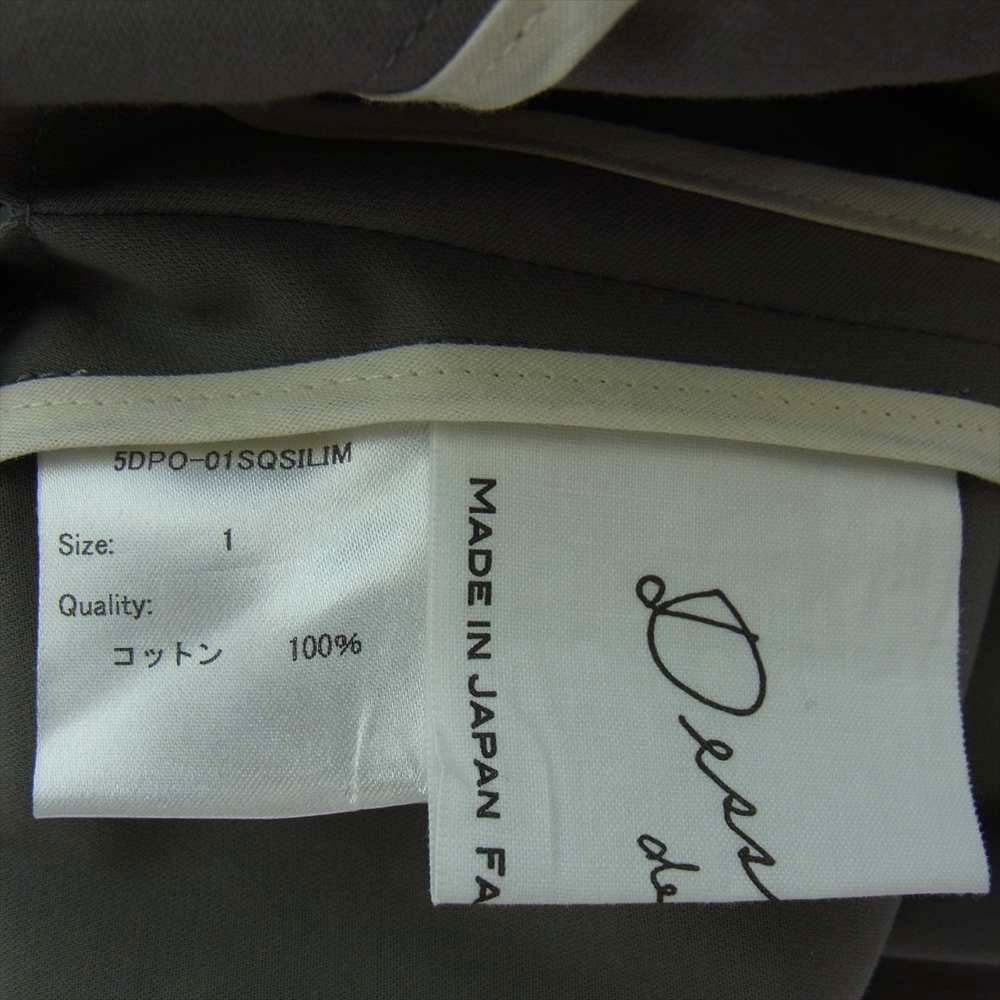 5DPO-01SQSILIM
Size: 1
Quality:
コットン 100%
MADE IN JAPAN